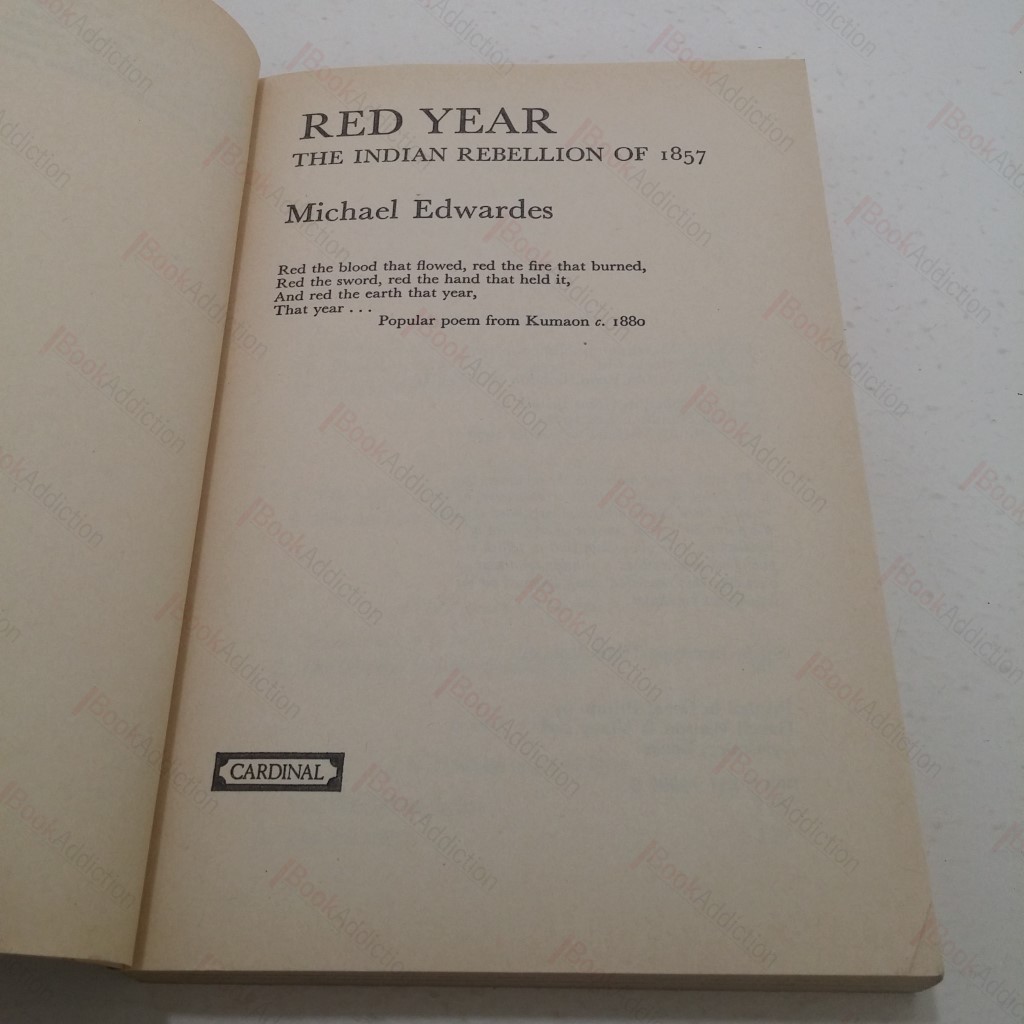 RED YEAR
THE INDIAN REBELLION OF 1857
Michael Edwardes
Red the blood that flowed, red the fire that burned,
Red the sword, red the hand that held it,
And red the earth that year,
That year . . .
Popular poem from Kumaon c. 1880
CARDINAL
BookAddiction